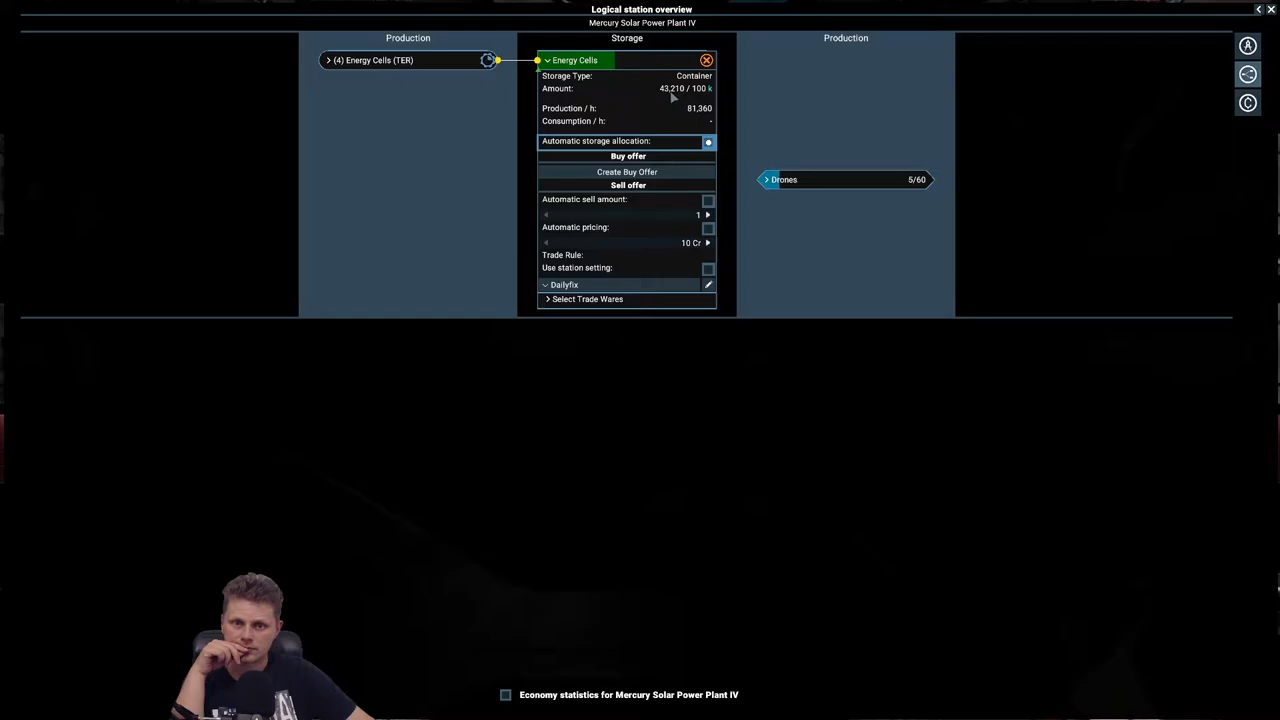 Logical station overview
Mercury Solar Power Plant IV
Production
Storage
Production
(4) Energy Cells (TER)
Energy Cells
Storage Type: Container
Amount: 43,210 / 100 k
Production / h: 81,360
Consumption / h: -
Automatic storage allocation:
Buy offer
Create Buy Offer
Sell offer
Automatic sell amount:
1
Automatic pricing:
10 Cr
Trade Rule:
Use station setting:
Dailyfix
Select Trade Wares
Drones 5/60
Economy statistics for Mercury Solar Power Plant IV